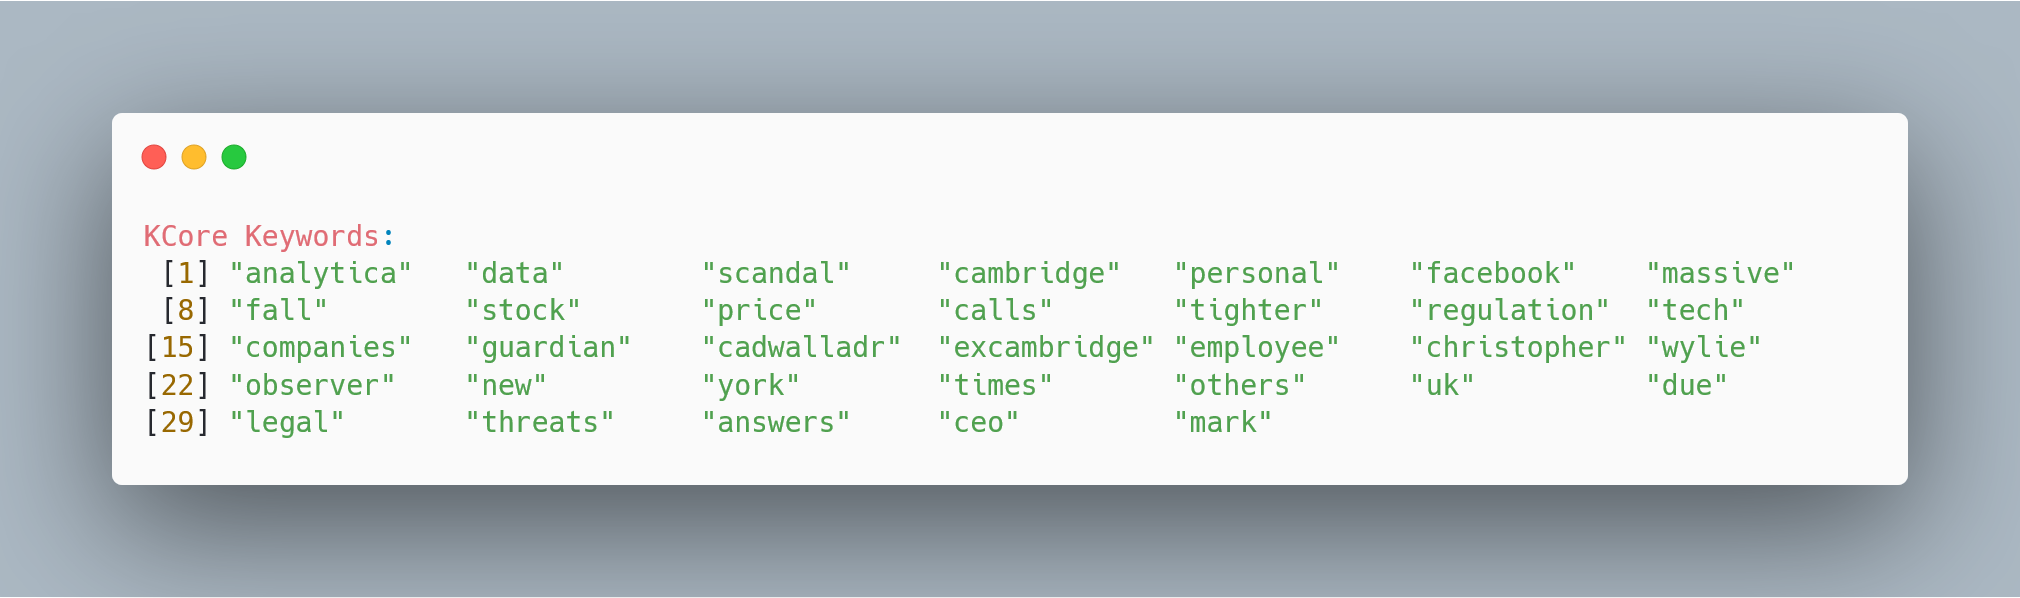 KCore Keywords:
[1] "analytica" "data" "scandal" "cambridge" "personal" "facebook" "massive"
[8] "fall" "stock" "price" "calls" "tighter" "regulation" "tech"
[15] "companies" "guardian" "cadwalladr" "excambridge" "employee" "christopher" "wylie"
[22] "observer" "new" "york" "times" "others" "uk" "due"
[29] "legal" "threats" "answers" "ceo" "mark"